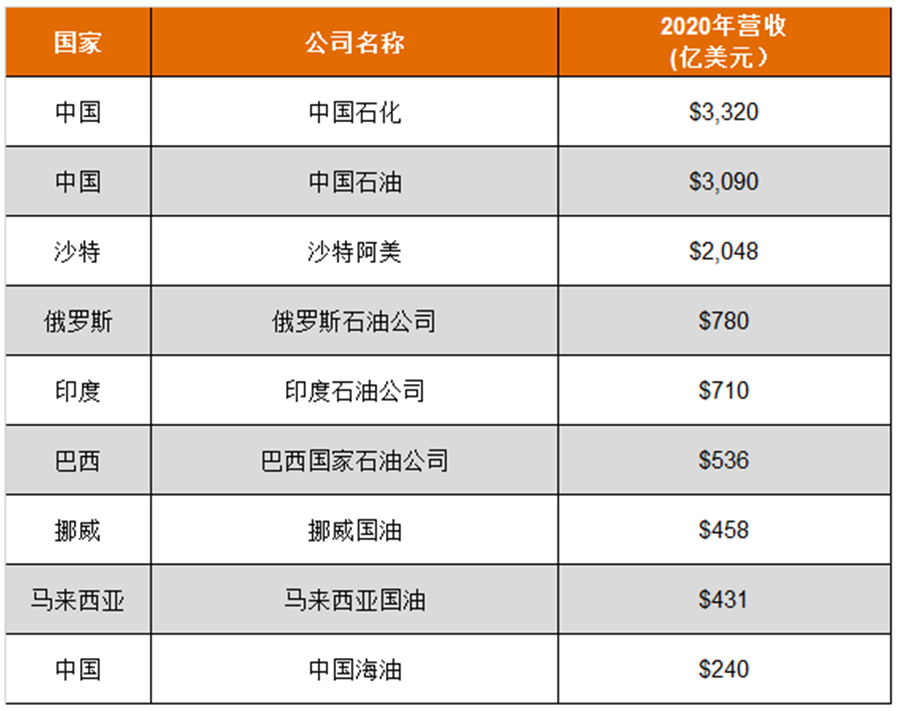 国家 公司名称 2020年营收
(亿美元）
中国 中国石化 $3,320
中国 中国石油 $3,090
沙特 沙特阿美 $2,048
俄罗斯 俄罗斯石油公司 $780
印度 印度石油公司 $710
巴西 巴西国家石油公司 $536
挪威 挪威国油 $458
马来西亚 马来西亚国油 $431
中国 中国海油 $240